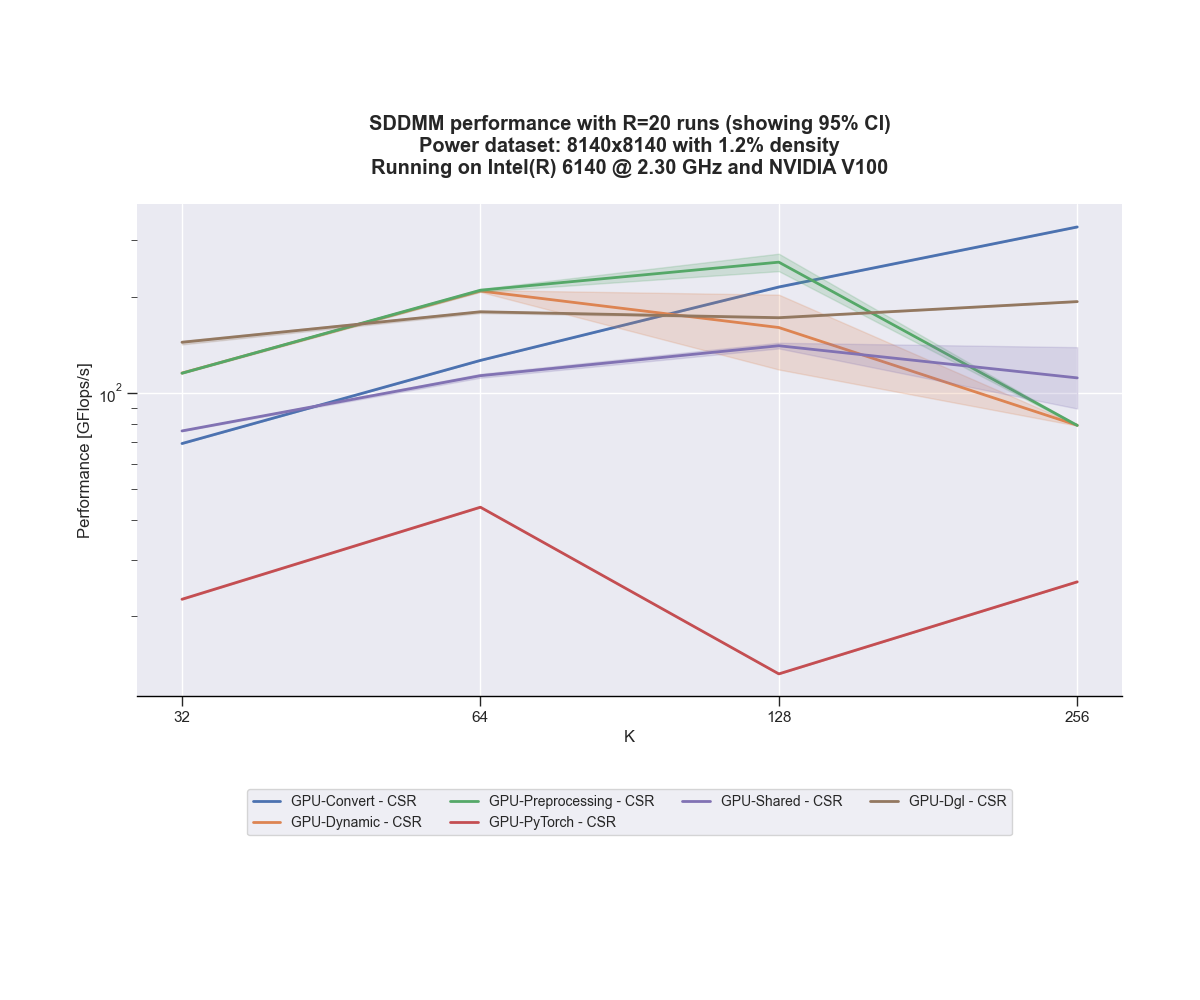 SDDMM performance with R=20 runs (showing 95% CI)
Power dataset: 8140x8140 with 1.2% density
Running on Intel(R) 6140 @ 2.30 GHz and NVIDIA V100
Performance [GFlops/s]
10²
32 64 128 256
K
GPU-Convert - CSR GPU-Preprocessing - CSR GPU-Shared - CSR GPU-Dgl - CSR
GPU-Dynamic - CSR GPU-PyTorch - CSR